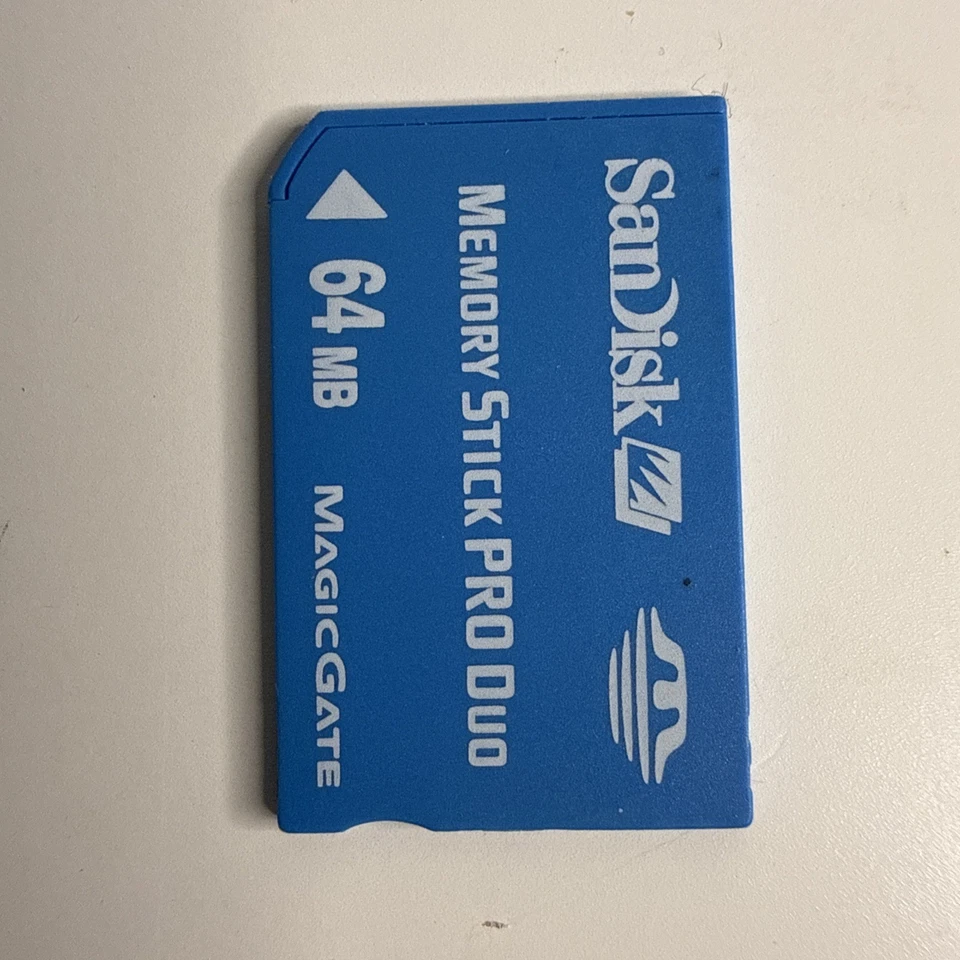 SanDisk
MEMORY STICK PRO DUO
64 MB MAGICGATE